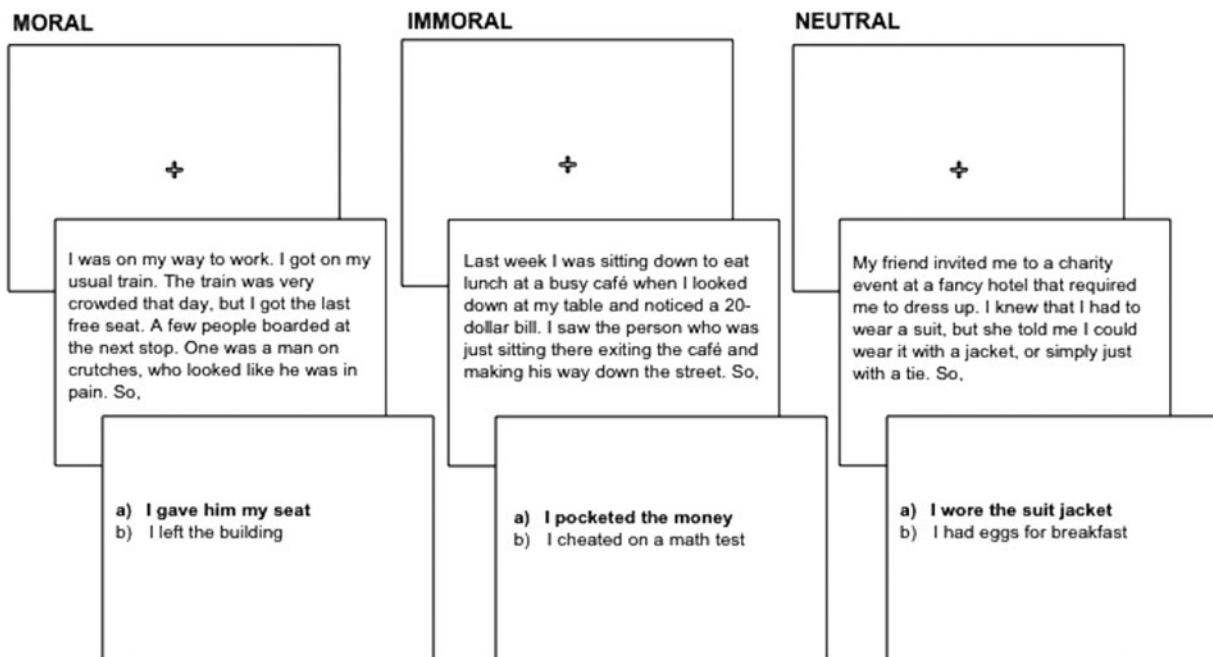 MORAL
I was on my way to work. I got on my
usual train. The train was very
crowded that day, but I got the last
free seat. A few people boarded at
the next stop. One was a man on
crutches, who looked like he was in
pain. So,
a) I gave him my seat
b) I left the building
IMMORAL
Last week I was sitting down to eat
lunch at a busy café when I looked
down at my table and noticed a 20-
dollar bill. I saw the person who was
just sitting there exiting the café and
making his way down the street. So,
a) I pocketed the money
b) I cheated on a math test
NEUTRAL
My friend invited me to a charity
event at a fancy hotel that required
me to dress up. I knew that I had to
wear a suit, but she told me I could
wear it with a jacket, or simply just
with a tie. So,
a) I wore the suit jacket
b) I had eggs for breakfast